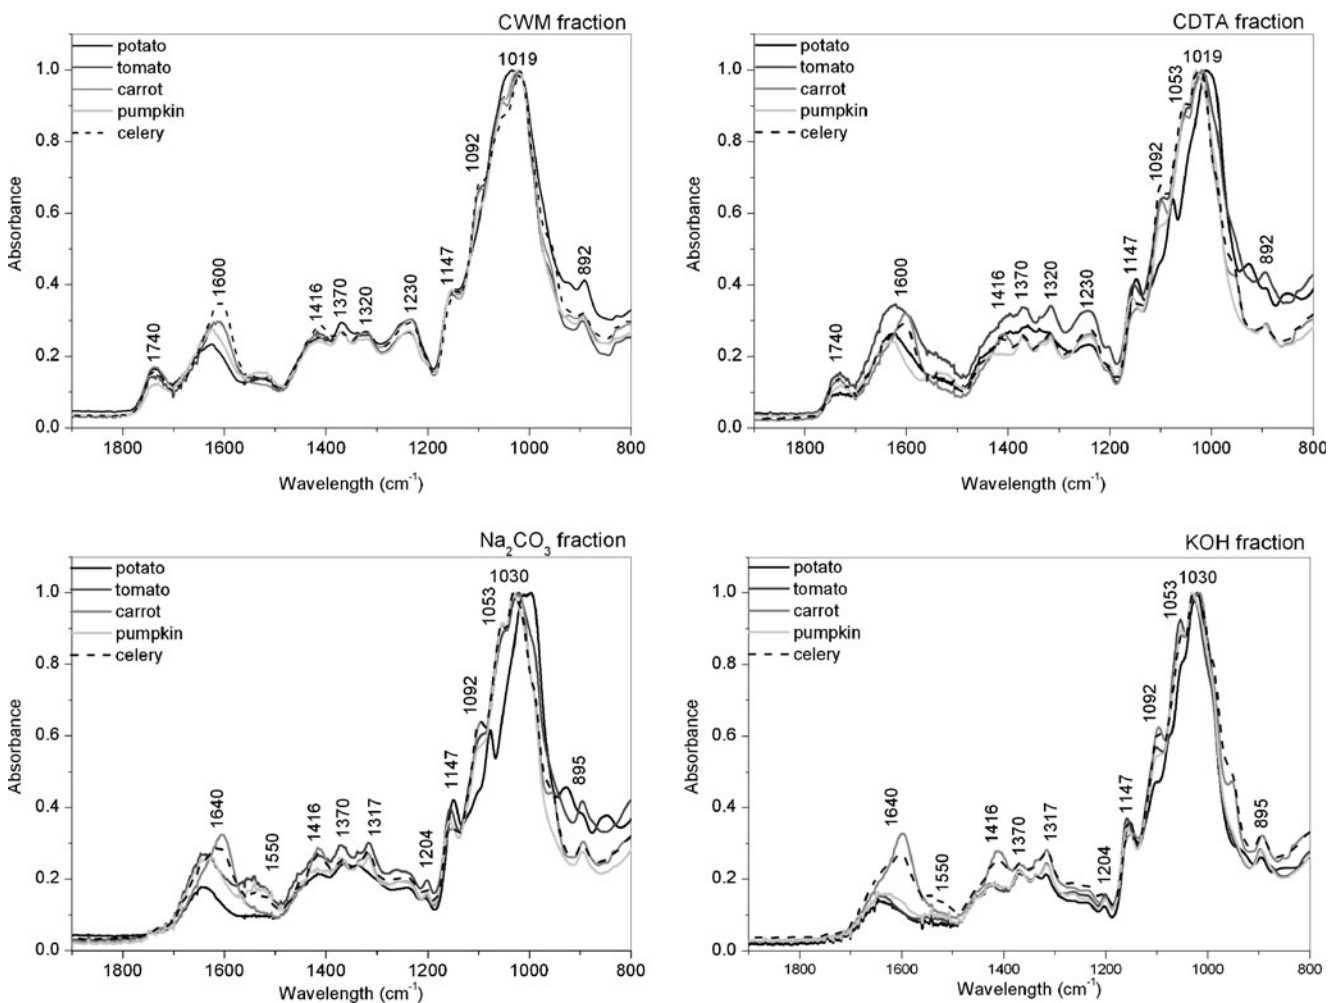 CWM fraction
potato
tomato
carrot
pumpkin
celery
1740
1600
1416
1370
1320
1230
1147
1092
1019
892
1.0
0.8
0.6
0.4
0.2
0.0
Absorbance
1800 1600 1400 1200 1000 800
Wavelength (cm⁻¹)
CDTA fraction
potato
tomato
carrot
pumpkin
celery
1740
1600
1416
1370
1320
1230
1147
1092
1053
1019
892
1.0
0.8
0.6
0.4
0.2
0.0
Absorbance
1800 1600 1400 1200 1000 800
Wavelength (cm⁻¹)
Na₂CO₃ fraction
potato
tomato
carrot
pumpkin
celery
1640
1550
1416
1370
1317
1204
1147
1092
1053
1030
895
1.0
0.8
0.6
0.4
0.2
0.0
Absorbance
1800 1600 1400 1200 1000 800
Wavelength (cm⁻¹)
KOH fraction
potato
tomato
carrot
pumpkin
celery
1640
1550
1416
1370
1317
1204
1147
1092
1053
1030
895
1.0
0.8
0.6
0.4
0.2
0.0
Absorbance
1800 1600 1400 1200 1000 800
Wavelength (cm⁻¹)